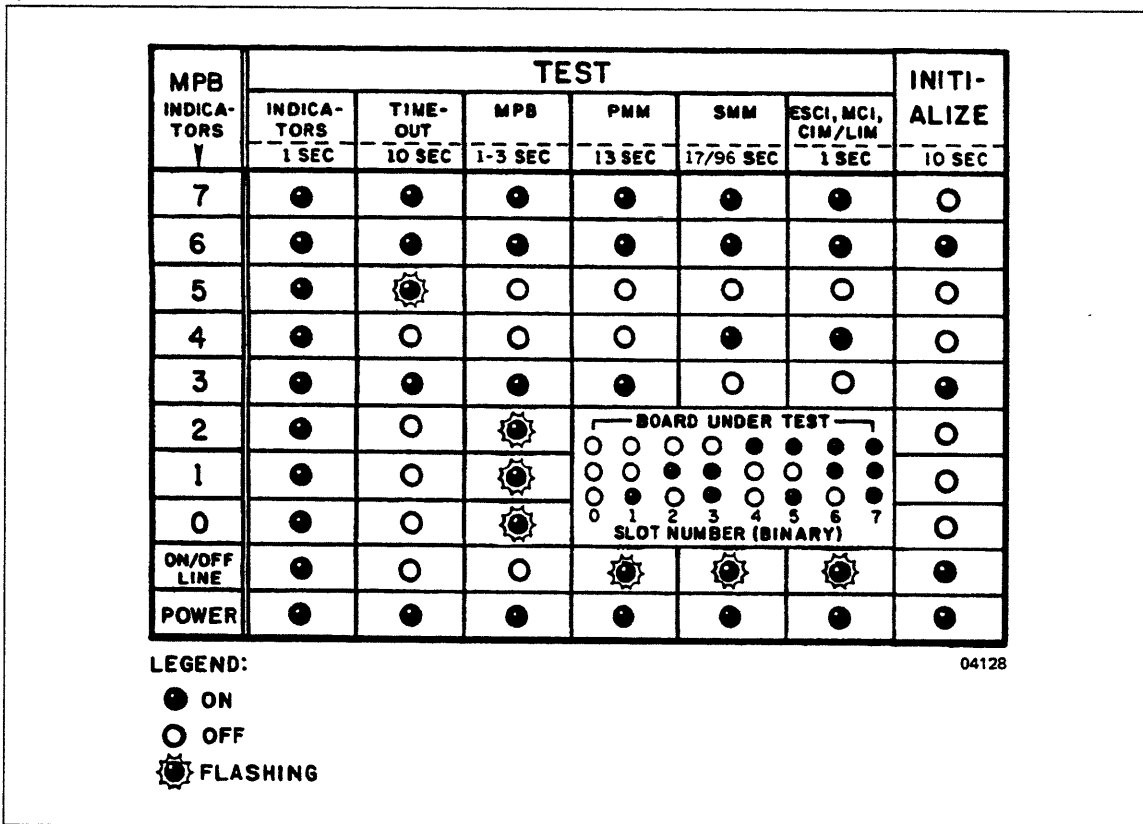 TEST
MPB INDICA- TORS
INDICA- TORS
1 SEC
TIME- OUT
10 SEC
MPB
1-3 SEC
PMM
13 SEC
SMM
17/96 SEC
ESCI, MCI, CIM/LIM
1 SEC
INITI- ALIZE
10 SEC
7
6
5
4
3
2
BOARD UNDER TEST
1
0
0 1 2 3 4 5 6 7
SLOT NUMBER (BINARY)
ON/OFF LINE
POWER
LEGEND:
04128
ON
OFF
FLASHING